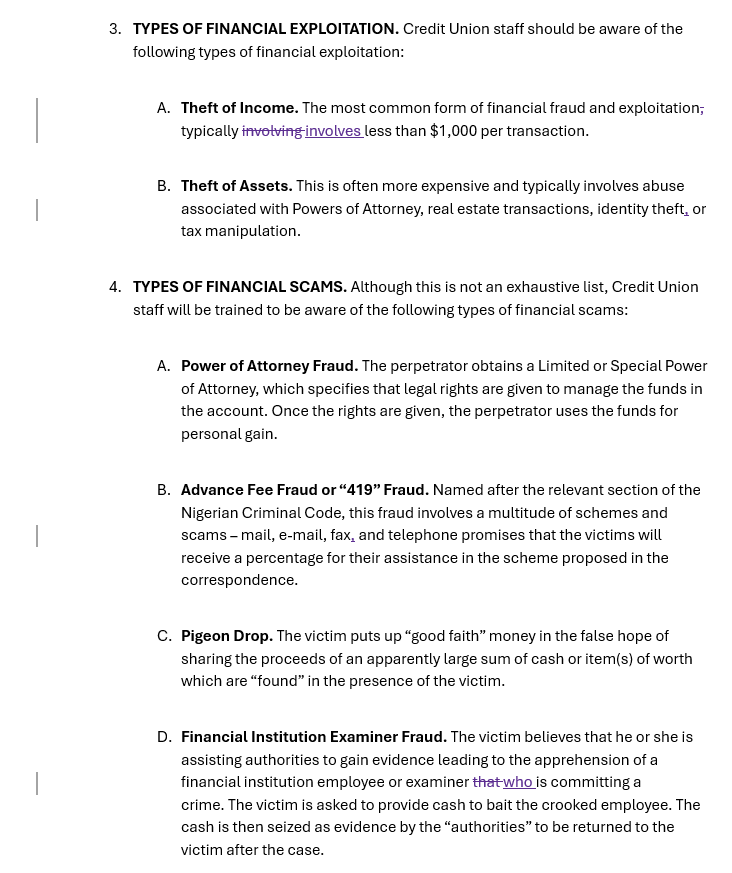 3. TYPES OF FINANCIAL EXPLOITATION. Credit Union staff should be aware of the
following types of financial exploitation:
A. Theft of Income. The most common form of financial fraud and exploitation,
typically involving involves less than $1,000 per transaction.
B. Theft of Assets. This is often more expensive and typically involves abuse
associated with Powers of Attorney, real estate transactions, identity theft, or
tax manipulation.
4. TYPES OF FINANCIAL SCAMS. Although this is not an exhaustive list, Credit Union
staff will be trained to be aware of the following types of financial scams:
A. Power of Attorney Fraud. The perpetrator obtains a Limited or Special Power
of Attorney, which specifies that legal rights are given to manage the funds in
the account. Once the rights are given, the perpetrator uses the funds for
personal gain.
B. Advance Fee Fraud or “419” Fraud. Named after the relevant section of the
Nigerian Criminal Code, this fraud involves a multitude of schemes and
scams – mail, e-mail, fax, and telephone promises that the victims will
receive a percentage for their assistance in the scheme proposed in the
correspondence.
C. Pigeon Drop. The victim puts up “good faith” money in the false hope of
sharing the proceeds of an apparently large sum of cash or item(s) of worth
which are “found” in the presence of the victim.
D. Financial Institution Examiner Fraud. The victim believes that he or she is
assisting authorities to gain evidence leading to the apprehension of a
financial institution employee or examiner that who is committing a
crime. The victim is asked to provide cash to bait the crooked employee. The
cash is then seized as evidence by the “authorities” to be returned to the
victim after the case.